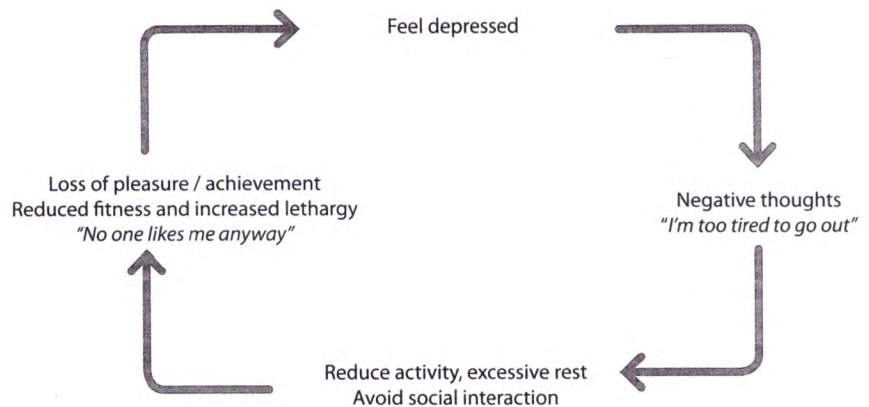 Feel depressed
Negative thoughts
"I'm too tired to go out"
Reduce activity, excessive rest
Avoid social interaction
Loss of pleasure / achievement
Reduced fitness and increased lethargy
"No one likes me anyway"